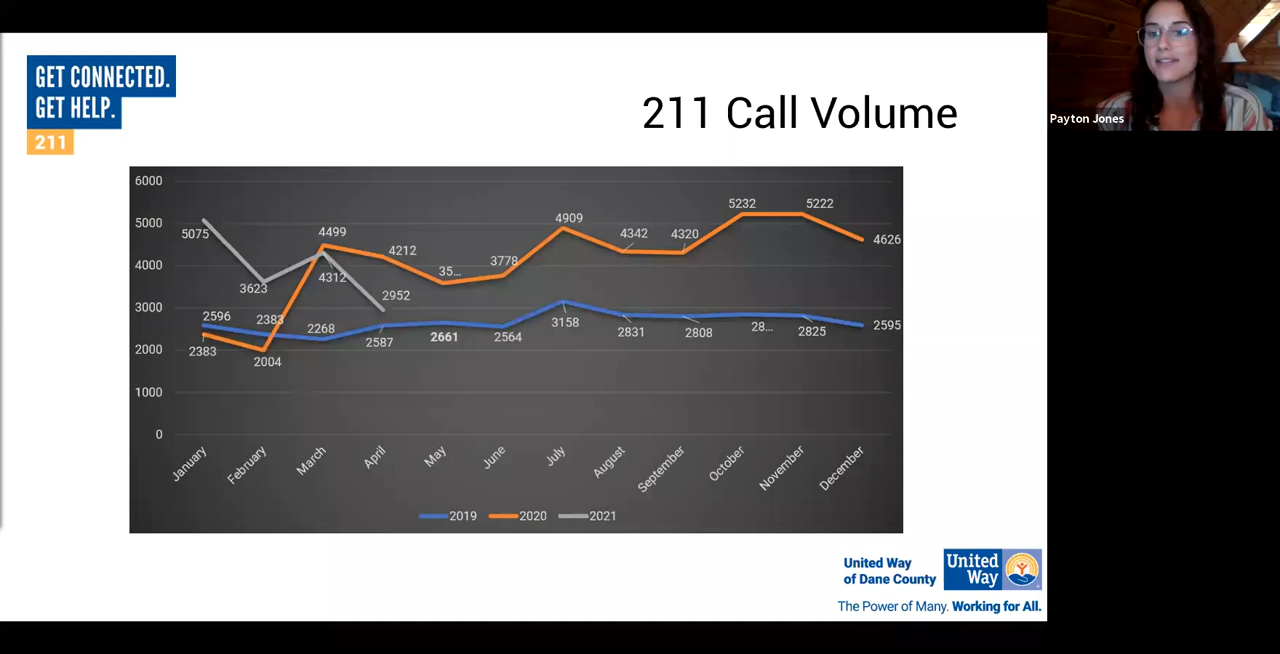 GET CONNECTED.
GET HELP.
211
211 Call Volume
Payton Jones
6000
5000
4000
3000
2000
1000
0
5075
3623
4312
2952
2383
2004
4499
4212
35...
3778
4909
4342
4320
5232
5222
4626
2596
2383
2268
2587
2661
2564
3158
2831
2808
28...
2825
2595
January
February
March
April
May
June
July
August
September
October
November
December
2019 2020 2021
United Way
of Dane County
United
Way
The Power of Many. Working for All.